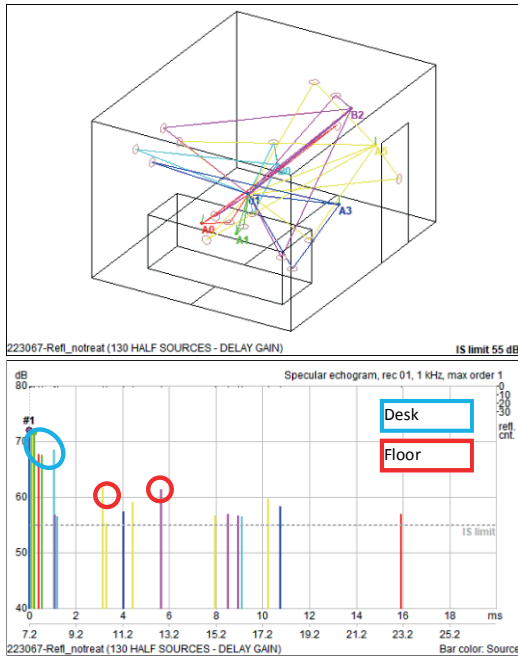 B2
A5
A3
A0
A1
223067-Refl_notreat (130 HALF SOURCES - DELAY GAIN) IS limit 55 dB
80 dB Specular echogram, rec 01, 1 kHz, max order 1 0
10
20
30
refl.
cnt.
#1
Desk
70
Floor
60
IS limit
50
40
0 2 4 6 8 10 12 14 16 18 ms
7.2 9.2 11.2 13.2 15.2 17.2 19.2 21.2 23.2 25.2
223067-Refl_notreat (130 HALF SOURCES - DELAY GAIN) Bar color: Source